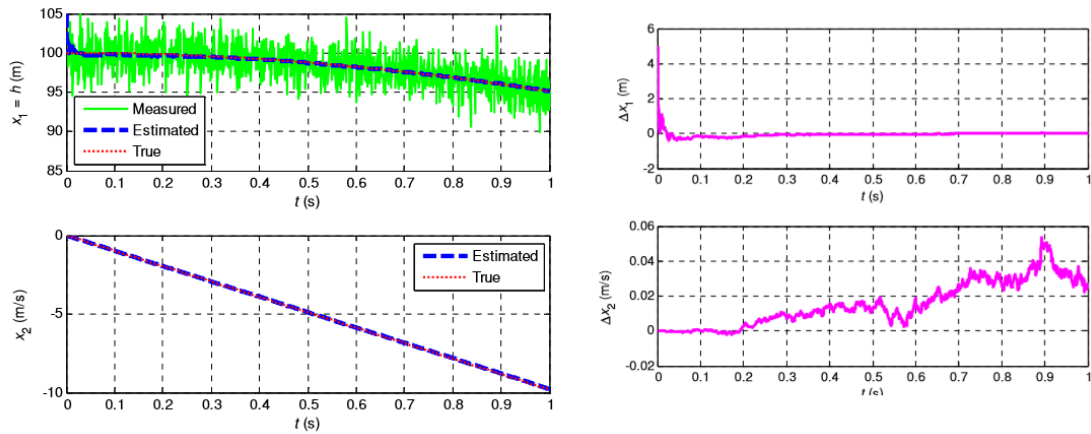 105
100
95
90
85
x1 = h (m)
Measured
Estimated
True
0 0.1 0.2 0.3 0.4 0.5 0.6 0.7 0.8 0.9 1
t (s)
0
-5
-10
x2 (m/s)
Estimated
True
0 0.1 0.2 0.3 0.4 0.5 0.6 0.7 0.8 0.9 1
t (s)
6
4
2
0
-2
Δx1 (m)
0 0.1 0.2 0.3 0.4 0.5 0.6 0.7 0.8 0.9 1
t (s)
0.06
0.04
0.02
0
-0.02
Δx2 (m/s)
0 0.1 0.2 0.3 0.4 0.5 0.6 0.7 0.8 0.9 1
t (s)